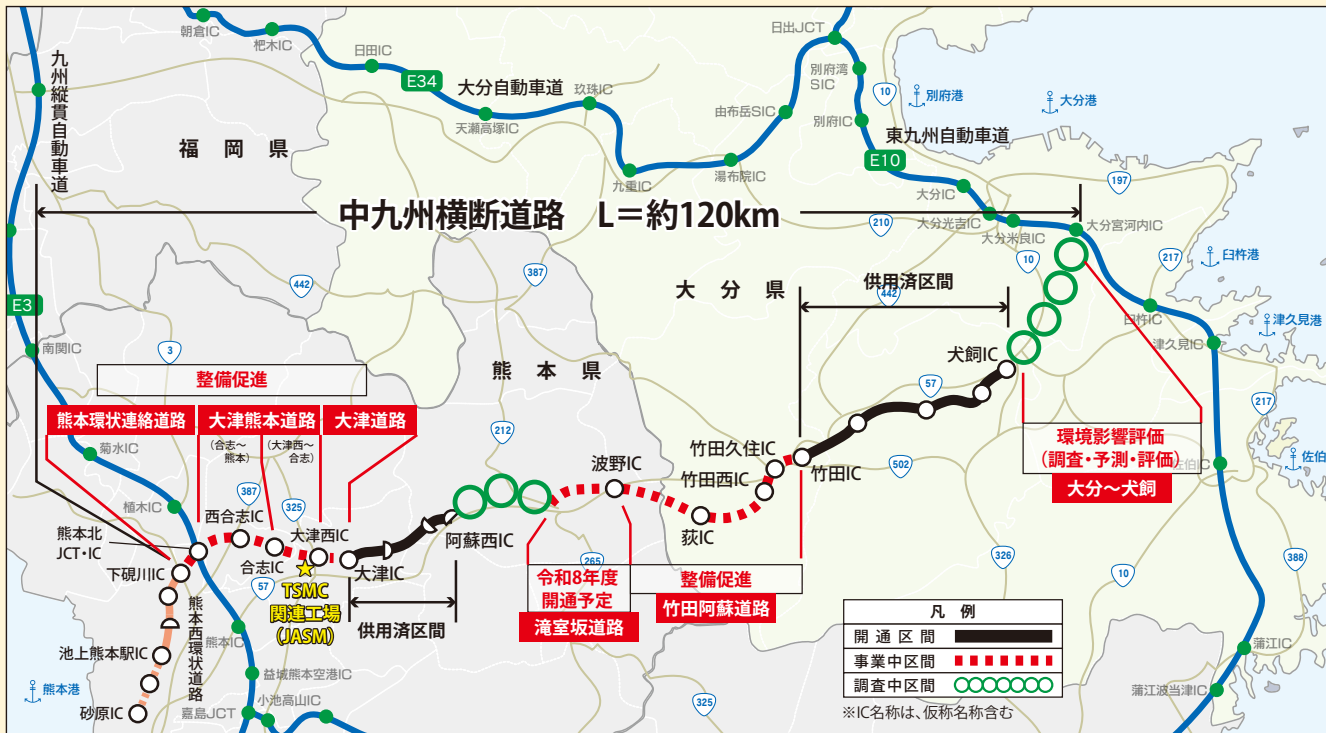 朝倉IC
杷木IC
日田IC
E34
大分自動車道
天瀬高塚IC
玖珠IC
九重IC
湯布院IC
由布岳SIC
日出JCT
別府湾
SIC
別府IC
10
別府港
大分港
東九州自動車道
E10
大分IC
大分光吉IC
大分米良IC
大分宮河内IC
197
210
10
217
臼杵港
臼杵IC
津久見IC
津久見港
217
佐伯IC
佐伯
388
九州縦貫自動車道
福岡県
中九州横断道路 L=約120km
442
387
大分県
442
供用済区間
E3
南関IC
3
熊本県
整備促進
熊本環状連絡道路
大津熊本道路
大津道路
(合志～
熊本)
(大津西～
合志)
菊水IC
植木IC
387
325
212
西合志IC
大津西IC
熊本北
JCT・IC
合志IC
下硯川IC
57
大津IC
TSMC
関連工場
(JASM)
供用済区間
阿蘇西IC
波野IC
荻IC
竹田西IC
竹田久住IC
竹田IC
502
57
犬飼IC
環境影響評価
(調査・予測・評価)
大分～犬飼
265
令和8年度
開通予定
滝室坂道路
整備促進
竹田阿蘇道路
326
10
熊本西環状道路
熊本IC
池上熊本駅IC
益城熊本空港IC
小池高山IC
嘉島JCT
砂原IC
熊本港
325
凡例
開通区間
事業中区間
調査中区間
※IC名称は、仮称名称含む
蒲江IC
蒲江波当津IC